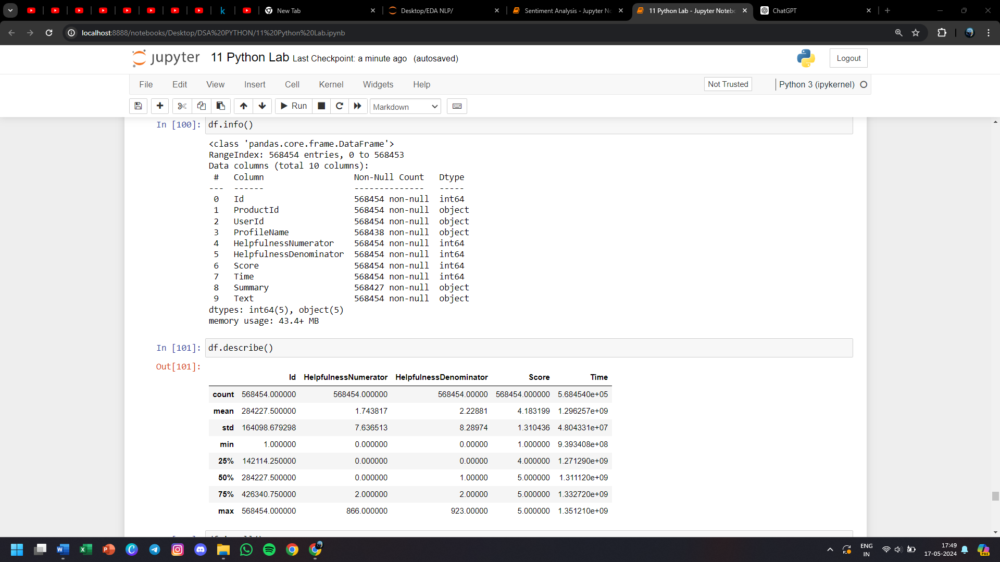 New Tab
Desktop/EDA NLP/
Sentiment Analysis - Jupyter No
11 Python Lab - Jupyter Notebo
ChatGPT
localhost:8888/notebooks/Desktop/DSA%20PYTHON/11%20Python%20Lab.ipynb
jupyter 11 Python Lab Last Checkpoint: a minute ago (autosaved)
Logout
File Edit View Insert Cell Kernel Widgets Help
Not Trusted
Python 3 (ipykernel)
Run
Markdown
In [100]: df.info()
<class 'pandas.core.frame.DataFrame'>
RangeIndex: 568454 entries, 0 to 568453
Data columns (total 10 columns):
# Column Non-Null Count Dtype
--- ------ -------------- -----
0 Id 568454 non-null int64
1 ProductId 568454 non-null object
2 UserId 568454 non-null object
3 ProfileName 568438 non-null object
4 HelpfulnessNumerator 568454 non-null int64
5 HelpfulnessDenominator 568454 non-null int64
6 Score 568454 non-null int64
7 Time 568454 non-null int64
8 Summary 568427 non-null object
9 Text 568454 non-null object
dtypes: int64(5), object(5)
memory usage: 43.4+ MB
In [101]: df.describe()
Out[101]:
Id HelpfulnessNumerator HelpfulnessDenominator Score Time
count 568454.000000 568454.000000 568454.00000 568454.000000 5.684540e+05
mean 284227.500000 1.743817 2.22881 4.183199 1.296257e+09
std 164098.679298 7.636513 8.28974 1.310436 4.804331e+07
min 1.000000 0.000000 0.00000 1.000000 9.393408e+08
25% 142114.250000 0.000000 0.00000 4.000000 1.271290e+09
50% 284227.500000 0.000000 1.00000 5.000000 1.311120e+09
75% 426340.750000 2.000000 2.00000 5.000000 1.332720e+09
max 568454.000000 866.000000 923.00000 5.000000 1.351210e+09
ENG
IN
17:49
17-05-2024